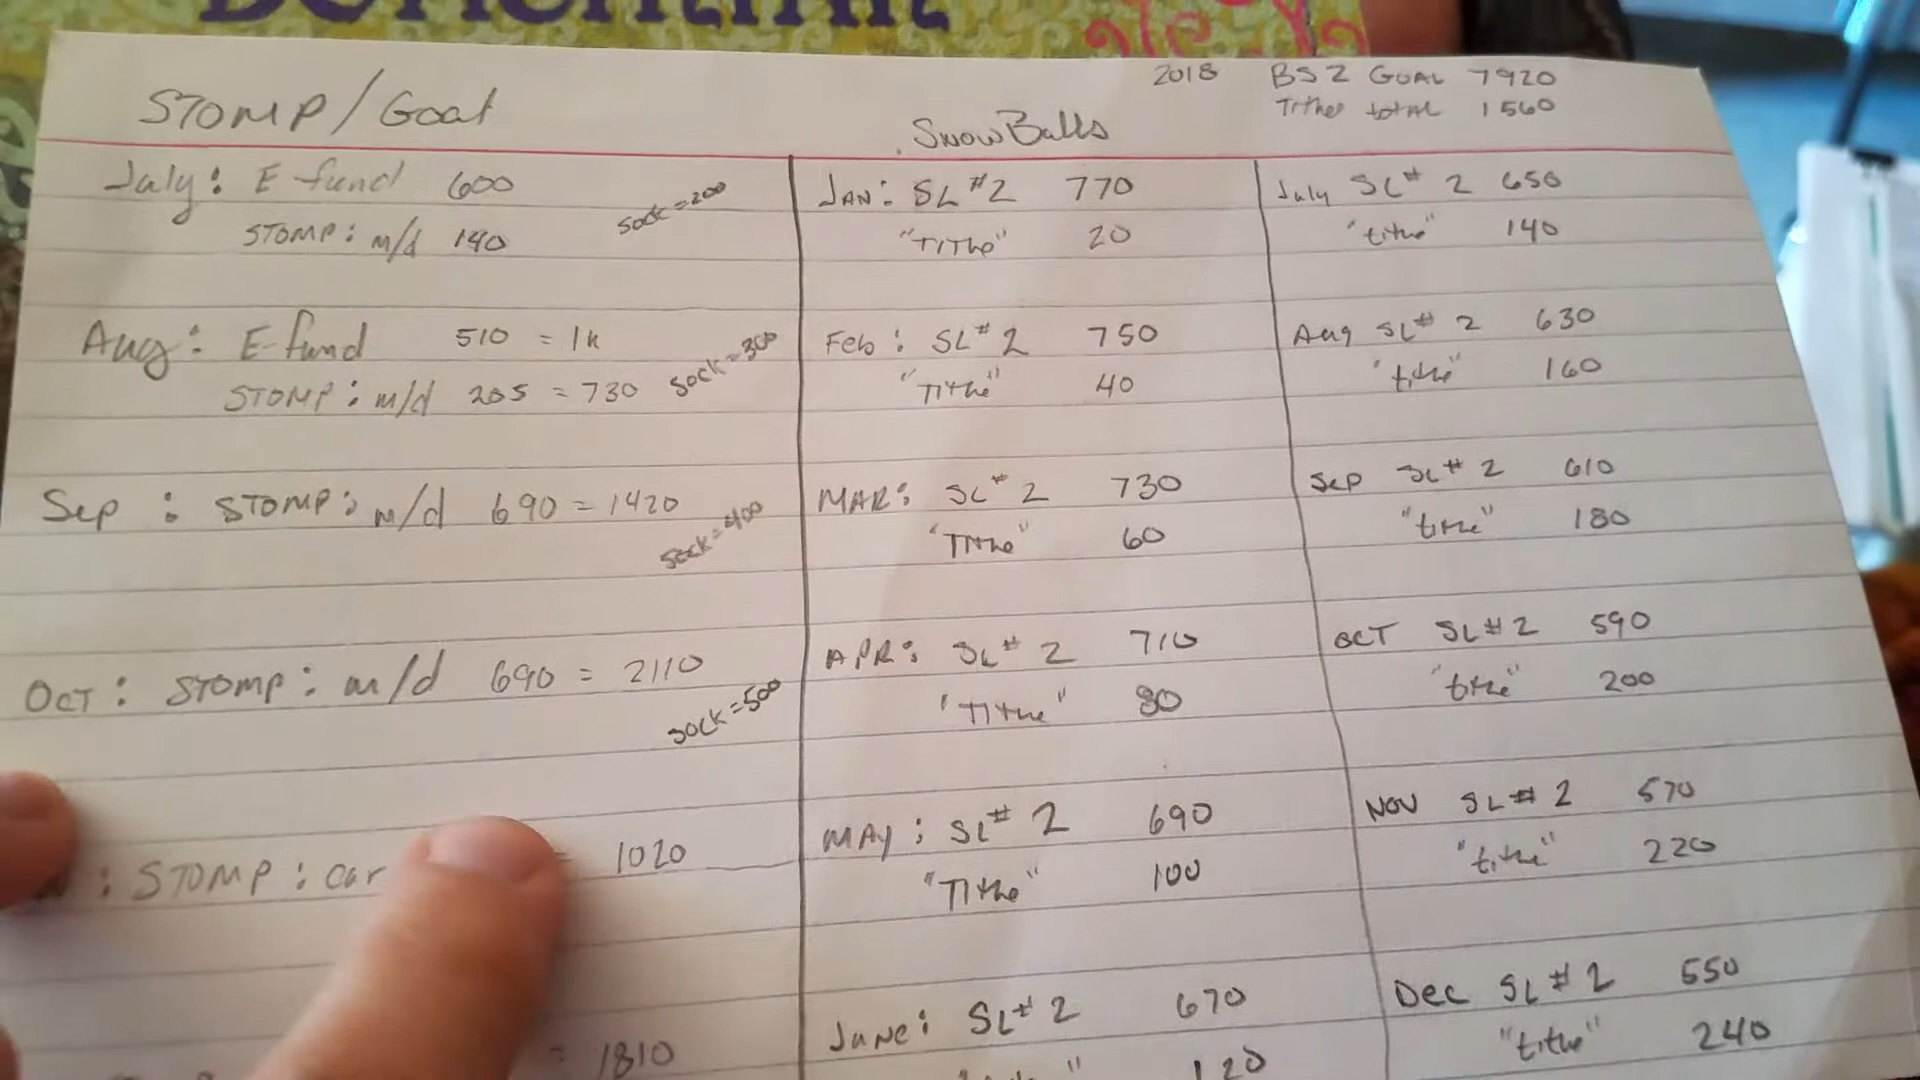 STOMP/Goal
2018 BS2 GOAL 7920
Tithes total 1560
SnowBalls
July: E fund 600
STOMP: m/d 140
sock=200
Aug: E-fund 510 = 1k
STOMP: m/d 205 = 730
sock=300
Sep : STOMP: m/d 690 = 1420
sock=400
OCT: STOMP: m/d 690 = 2110
sock=500
: STOMP: car = 1020
= 1810
JAN: SL #2 770
"Tithe" 20
Feb: SL #2 750
"Tithe" 40
MAR: SL #2 730
"Tithe" 60
APR: SL #2 710
"Tithe" 80
MAY: SL #2 690
"Tithe" 100
June: SL #2 670
" 120
July SL #2 650
"tithe" 140
Aug SL #2 630
"tithe" 160
Sep SL #2 610
"tithe" 180
OCT SL #2 590
"tithe" 200
NOV SL #2 570
"tithe" 220
Dec SL #2 550
"tithe" 240